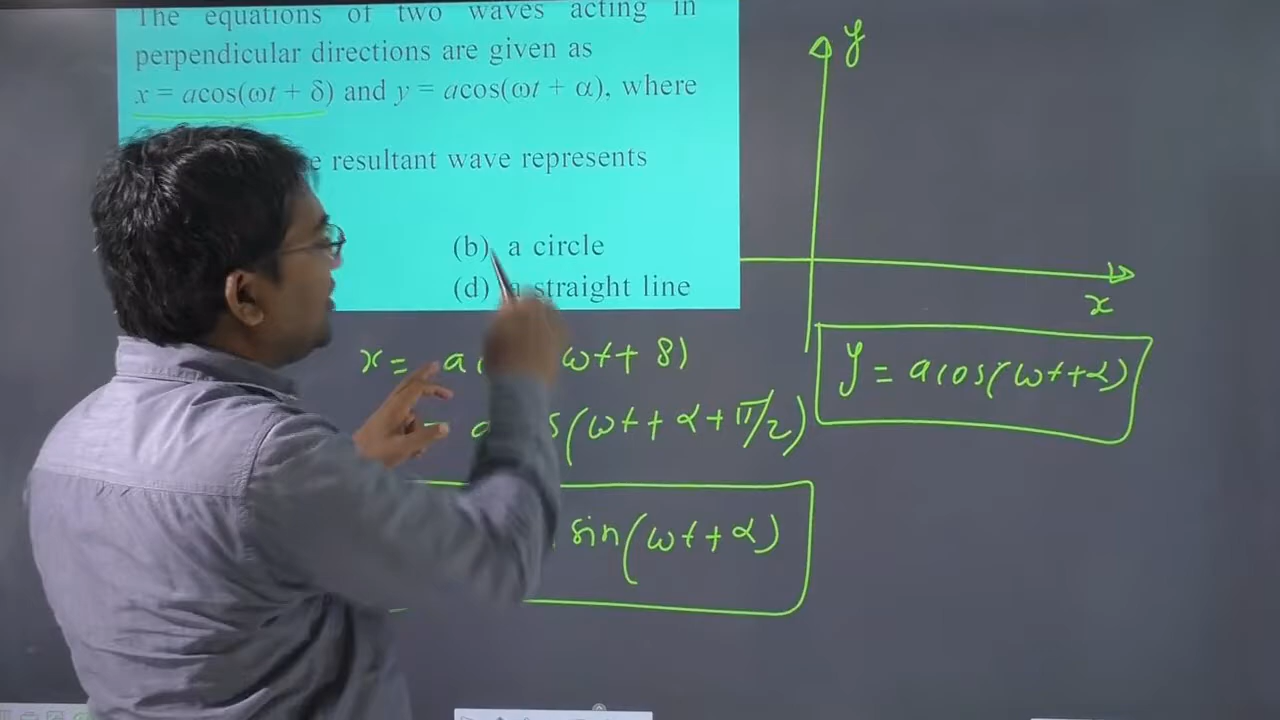 The equations of two waves acting in
perpendicular directions are given as
x = acos(ωt + δ) and y = acos(ωt + α), where
resultant wave represents
(b) a circle
(d) straight line
y
x
x = a ωt + 8)
ωt + α + π/2)
sin(ωt + α)
y = acos(ωt + α)